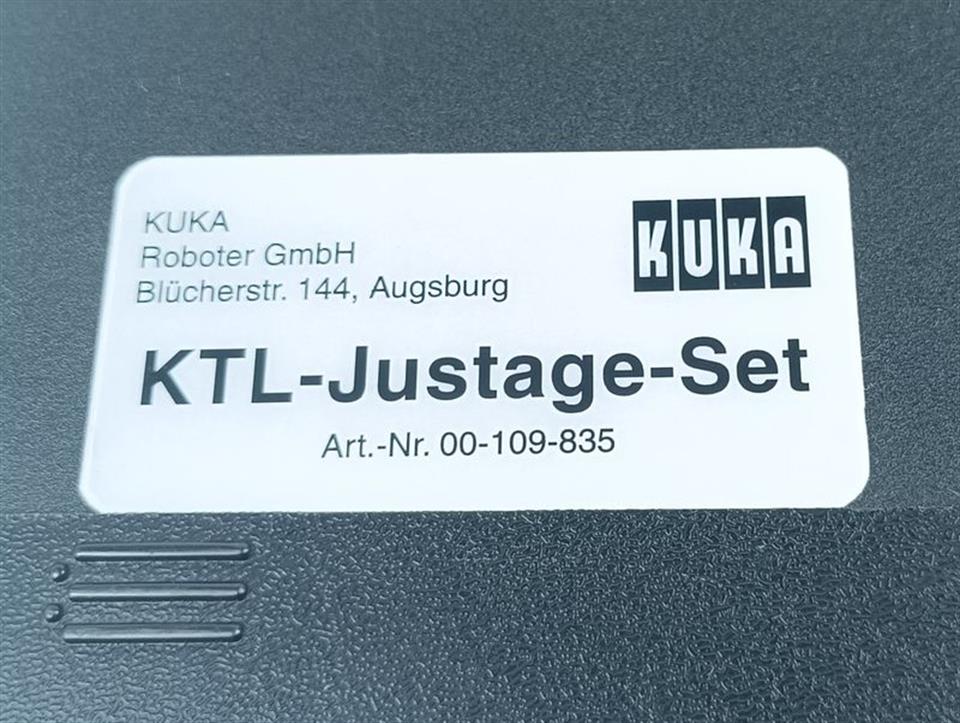 KUKA
Roboter GmbH
Blücherstr. 144, Augsburg
KUKA
KTL-Justage-Set
Art.-Nr. 00-109-835